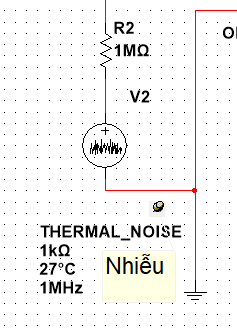 R2
1MΩ
V2
THERMAL_NOISE
1kΩ
27°C
1MHz
Nhiễu